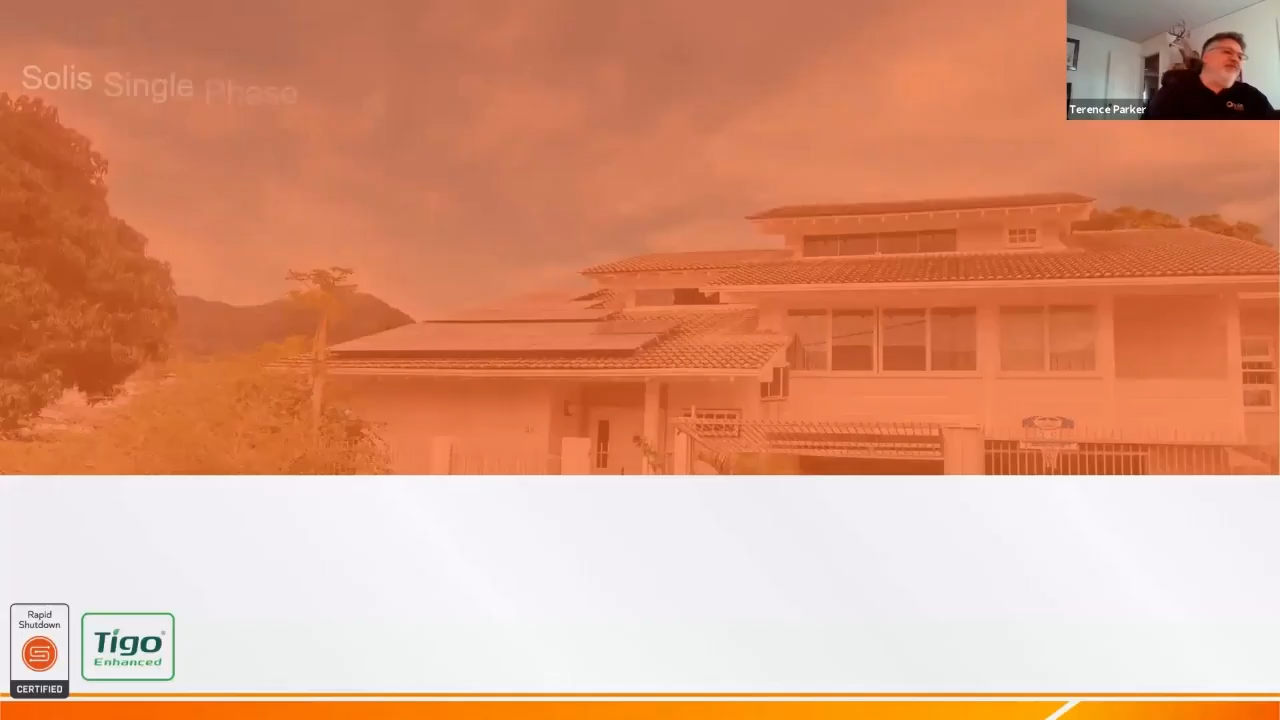 Solis Single Phase
Terence Parker
Rapid
Shutdown
CERTIFIED
Tigo
Enhanced